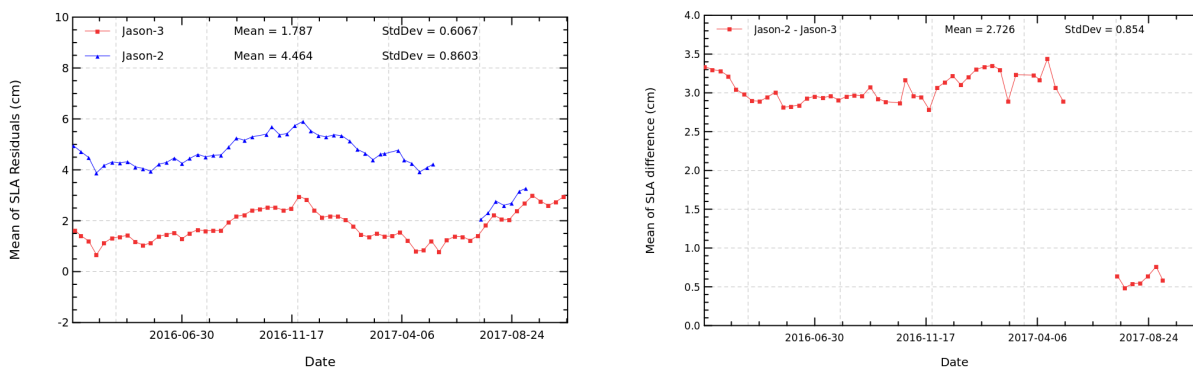 10
8
6
4
2
0
-2
Mean of SLA Residuals (cm)
Jason-3 Mean = 1.787 StdDev = 0.6067
Jason-2 Mean = 4.464 StdDev = 0.8603
2016-06-30 2016-11-17 2017-04-06 2017-08-24
Date
4.0
3.5
3.0
2.5
2.0
1.5
1.0
0.5
0.0
Mean of SLA difference (cm)
Jason-2 - Jason-3 Mean = 2.726 StdDev = 0.854
2016-06-30 2016-11-17 2017-04-06 2017-08-24
Date